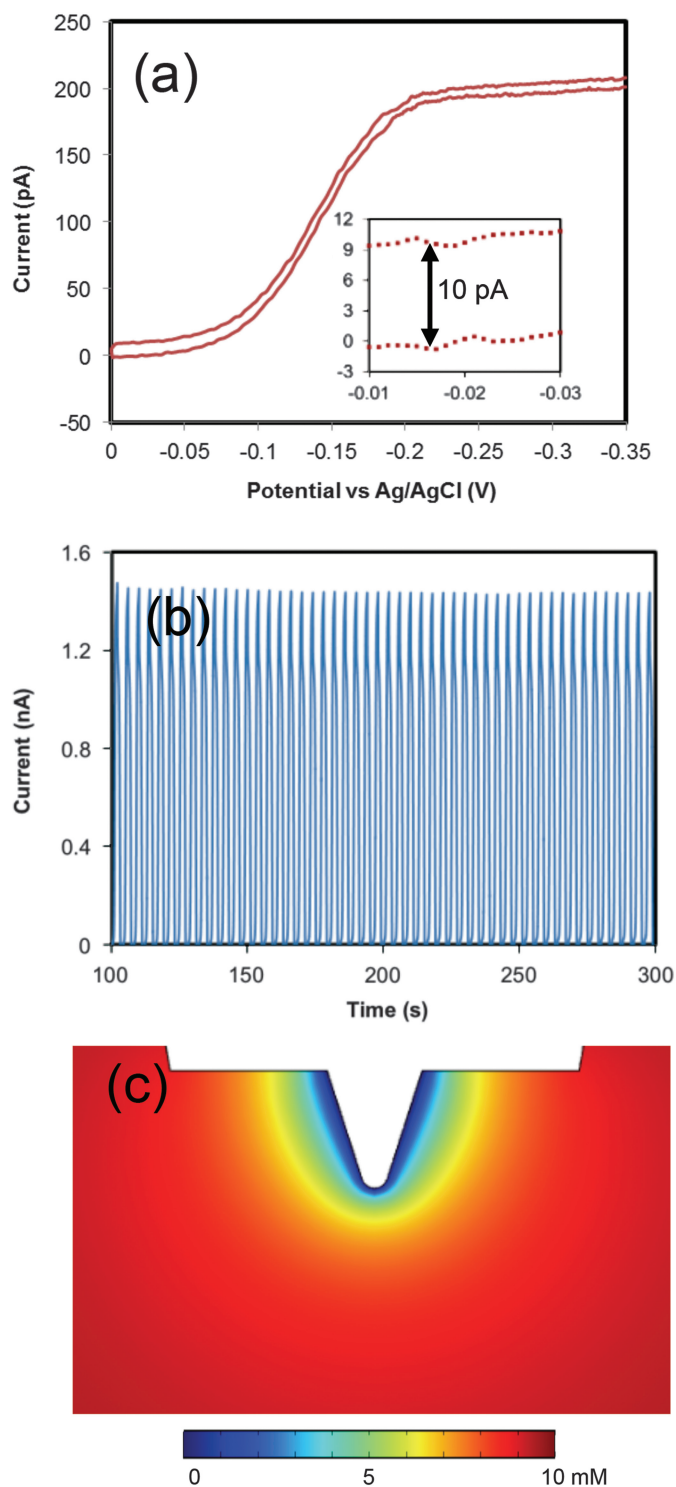 (a)
250
200
150
100
50
0
-50
Current (pA)
12
9
6
3
0
-3
10 pA
-0.01 -0.02 -0.03
0 -0.05 -0.1 -0.15 -0.2 -0.25 -0.3 -0.35
Potential vs Ag/AgCl (V)
(b)
1.6
1.2
0.8
0.4
0
Current (nA)
100 150 200 250 300
Time (s)
(c)
0 5 10 mM